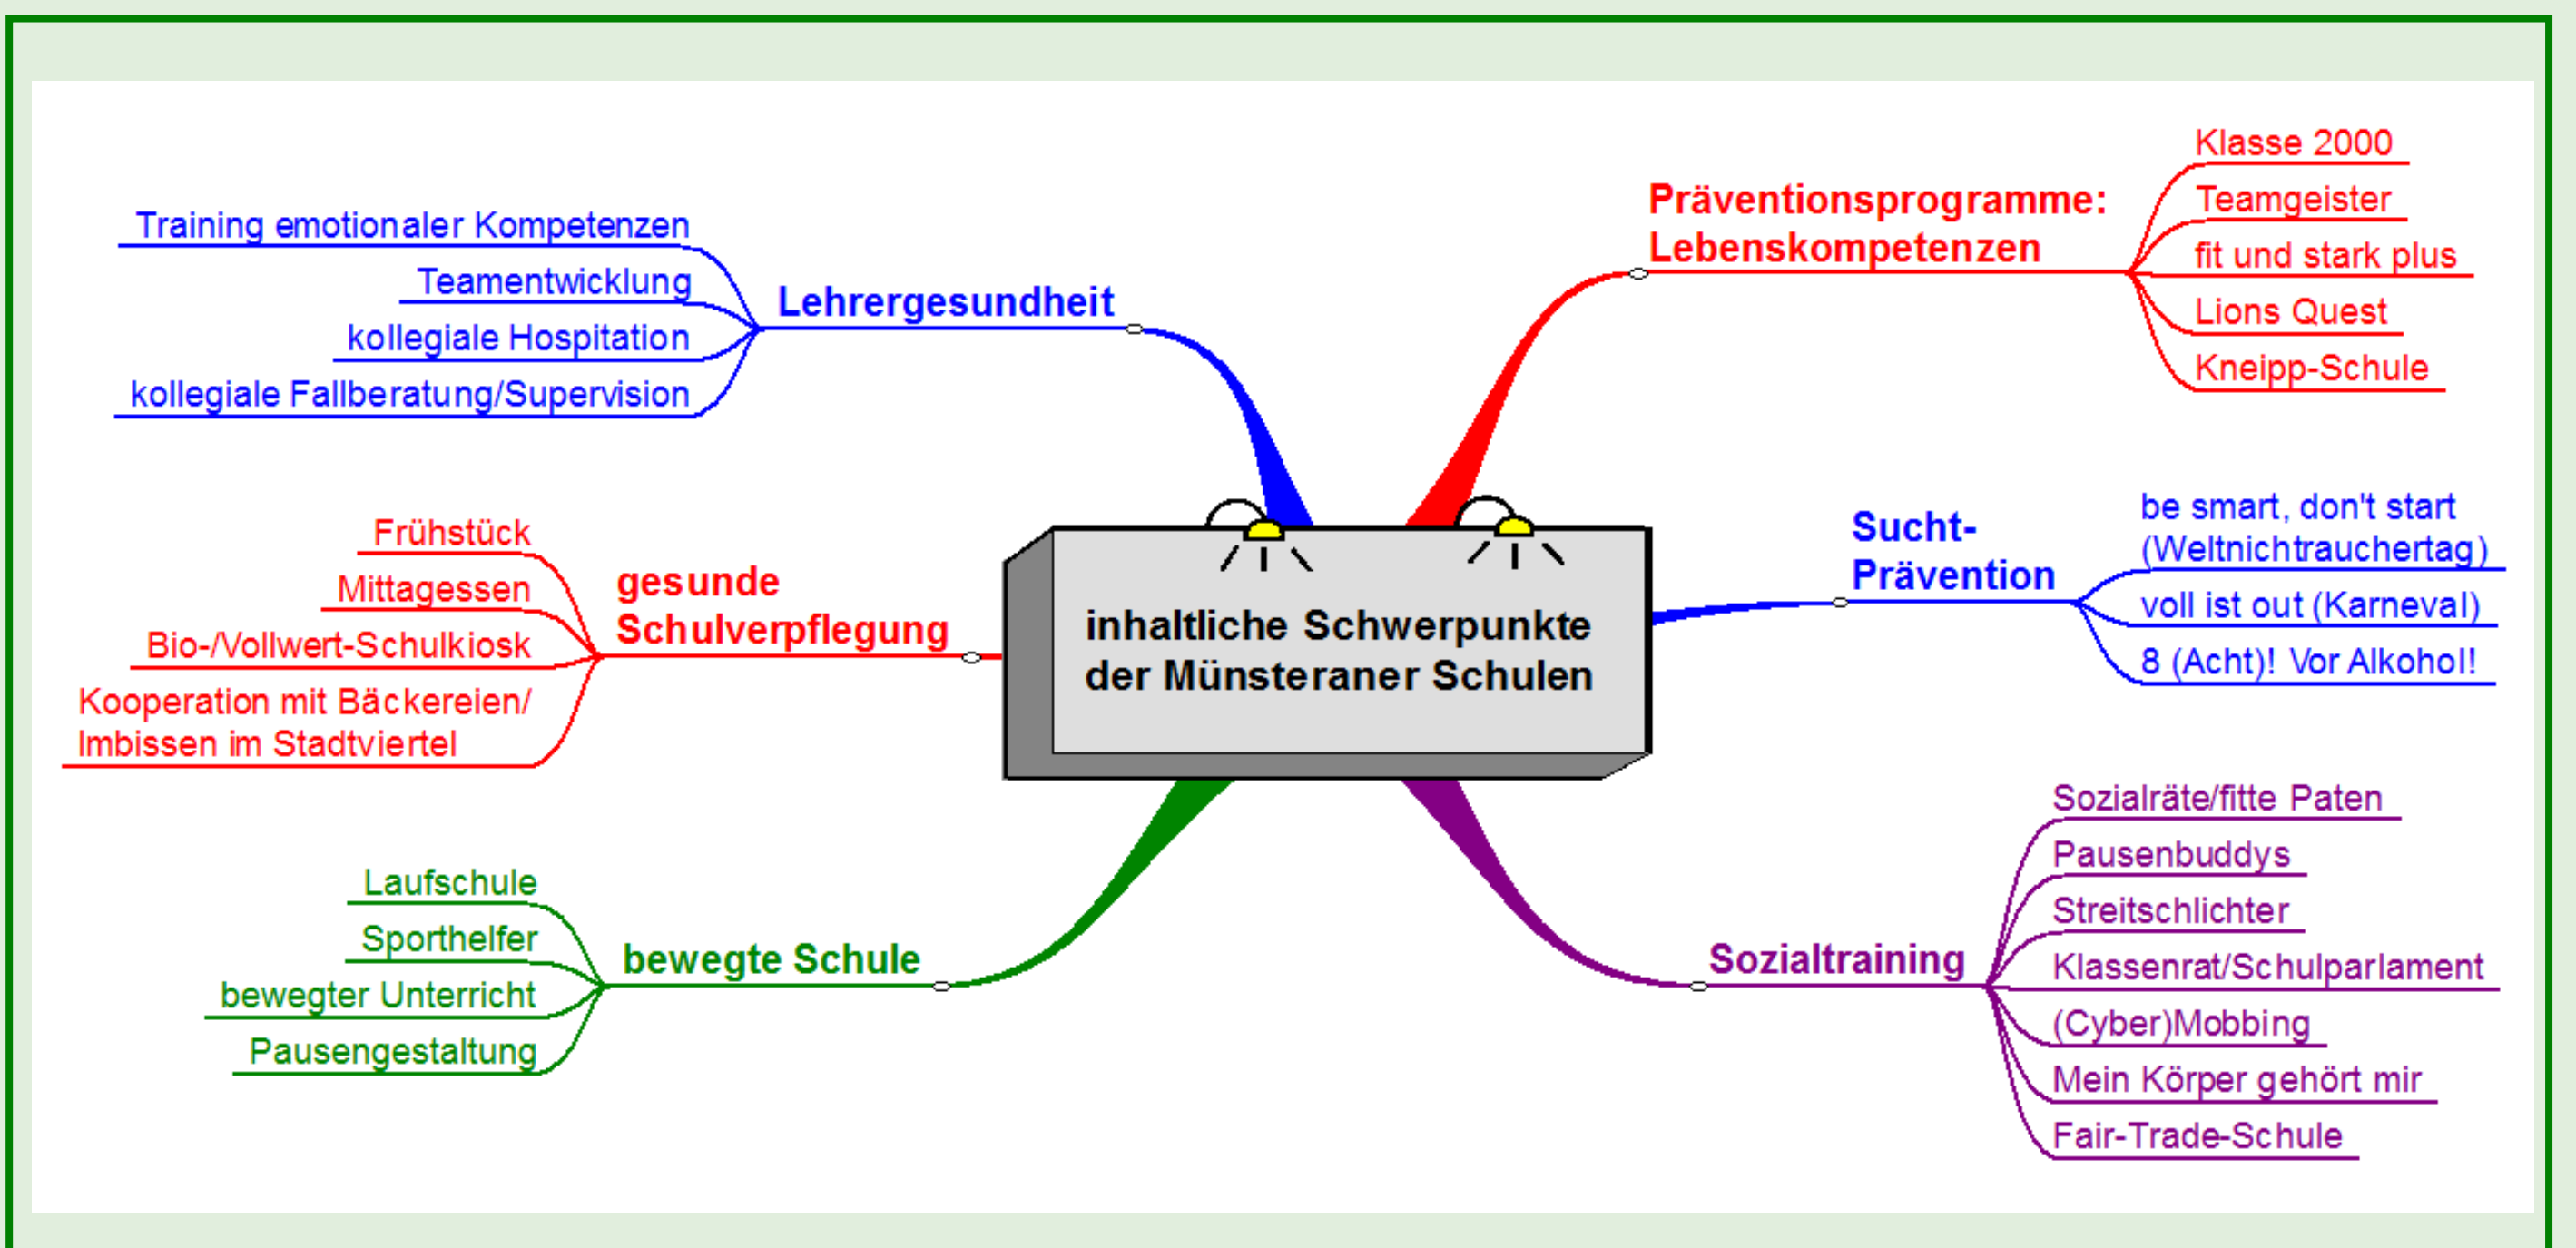 inhaltliche Schwerpunkte
der Münsteraner Schulen
Lehrergesundheit
Training emotionaler Kompetenzen
Teamentwicklung
kollegiale Hospitation
kollegiale Fallberatung/Supervision
gesunde
Schulverpflegung
Frühstück
Mittagessen
Bio-/Vollwert-Schulkiosk
Kooperation mit Bäckereien/
Imbissen im Stadtviertel
bewegte Schule
Laufschule
Sporthelfer
bewegter Unterricht
Pausengestaltung
Präventionsprogramme:
Lebenskompetenzen
Klasse 2000
Teamgeister
fit und stark plus
Lions Quest
Kneipp-Schule
Sucht-
Prävention
be smart, don't start
(Weltnichtrauchertag)
voll ist out (Karneval)
8 (Acht)! Vor Alkohol!
Sozialtraining
Sozialräte/fitte Paten
Pausenbuddys
Streitschlichter
Klassenrat/Schulparlament
(Cyber)Mobbing
Mein Körper gehört mir
Fair-Trade-Schule